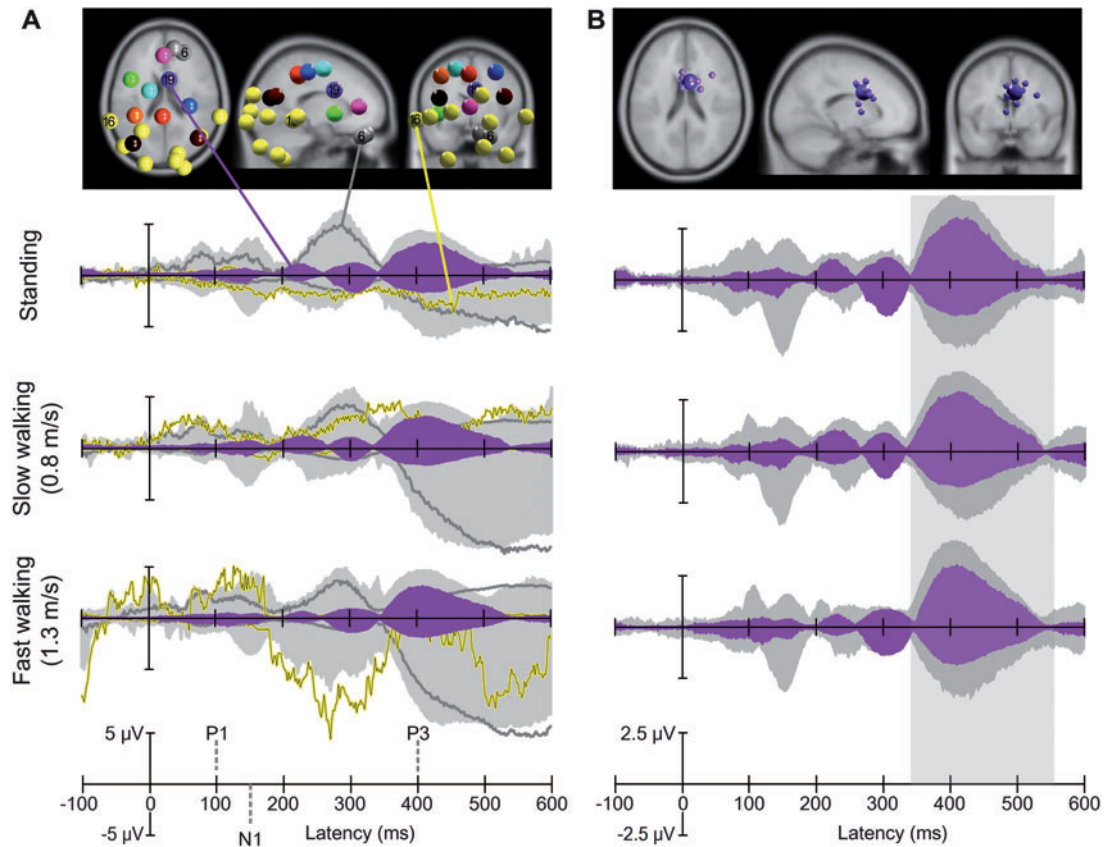 A
B
6
19
16
1
6
19
16
6
Standing
Slow walking
(0.8 m/s)
Fast walking
(1.3 m/s)
5 µV
P1
P3
2.5 µV
-100 0 100 200 300 400 500 600
-100 0 100 200 300 400 500 600
-5 µV
N1
Latency (ms)
-2.5 µV
Latency (ms)